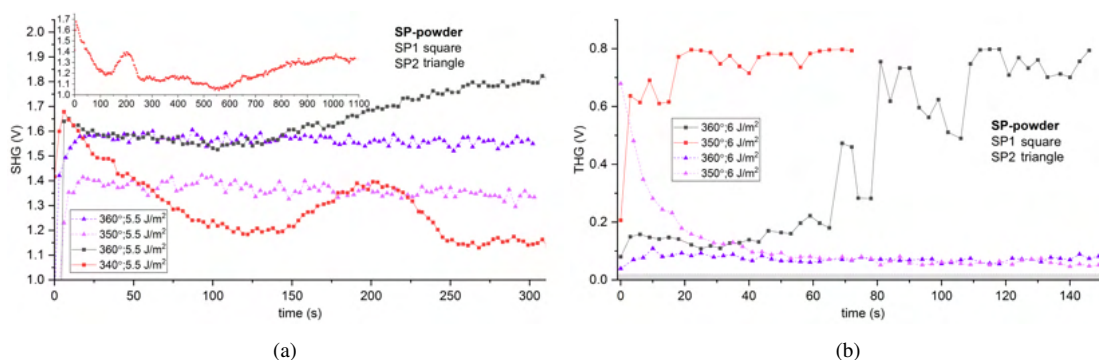 1.7
1.6
1.5
1.4
1.3
1.2
1.1
1.0
0 100 200 300 400 500 600 700 800 900 1000 1100
2.0
1.9
1.8
1.7
1.6
1.5
1.4
1.3
1.2
1.1
1.0
SHG (V)
SP-powder
SP1 square
SP2 triangle
360°;5.5 J/m²
350°;5.5 J/m²
360°;5.5 J/m²
340°;5.5 J/m²
0 50 100 150 200 250 300
time (s)
(a)
1.0
0.8
0.6
0.4
0.2
0.0
THG (V)
360°;6 J/m²
350°;6 J/m²
360°;6 J/m²
350°;6 J/m²
SP-powder
SP1 square
SP2 triangle
0 20 40 60 80 100 120 140
time (s)
(b)